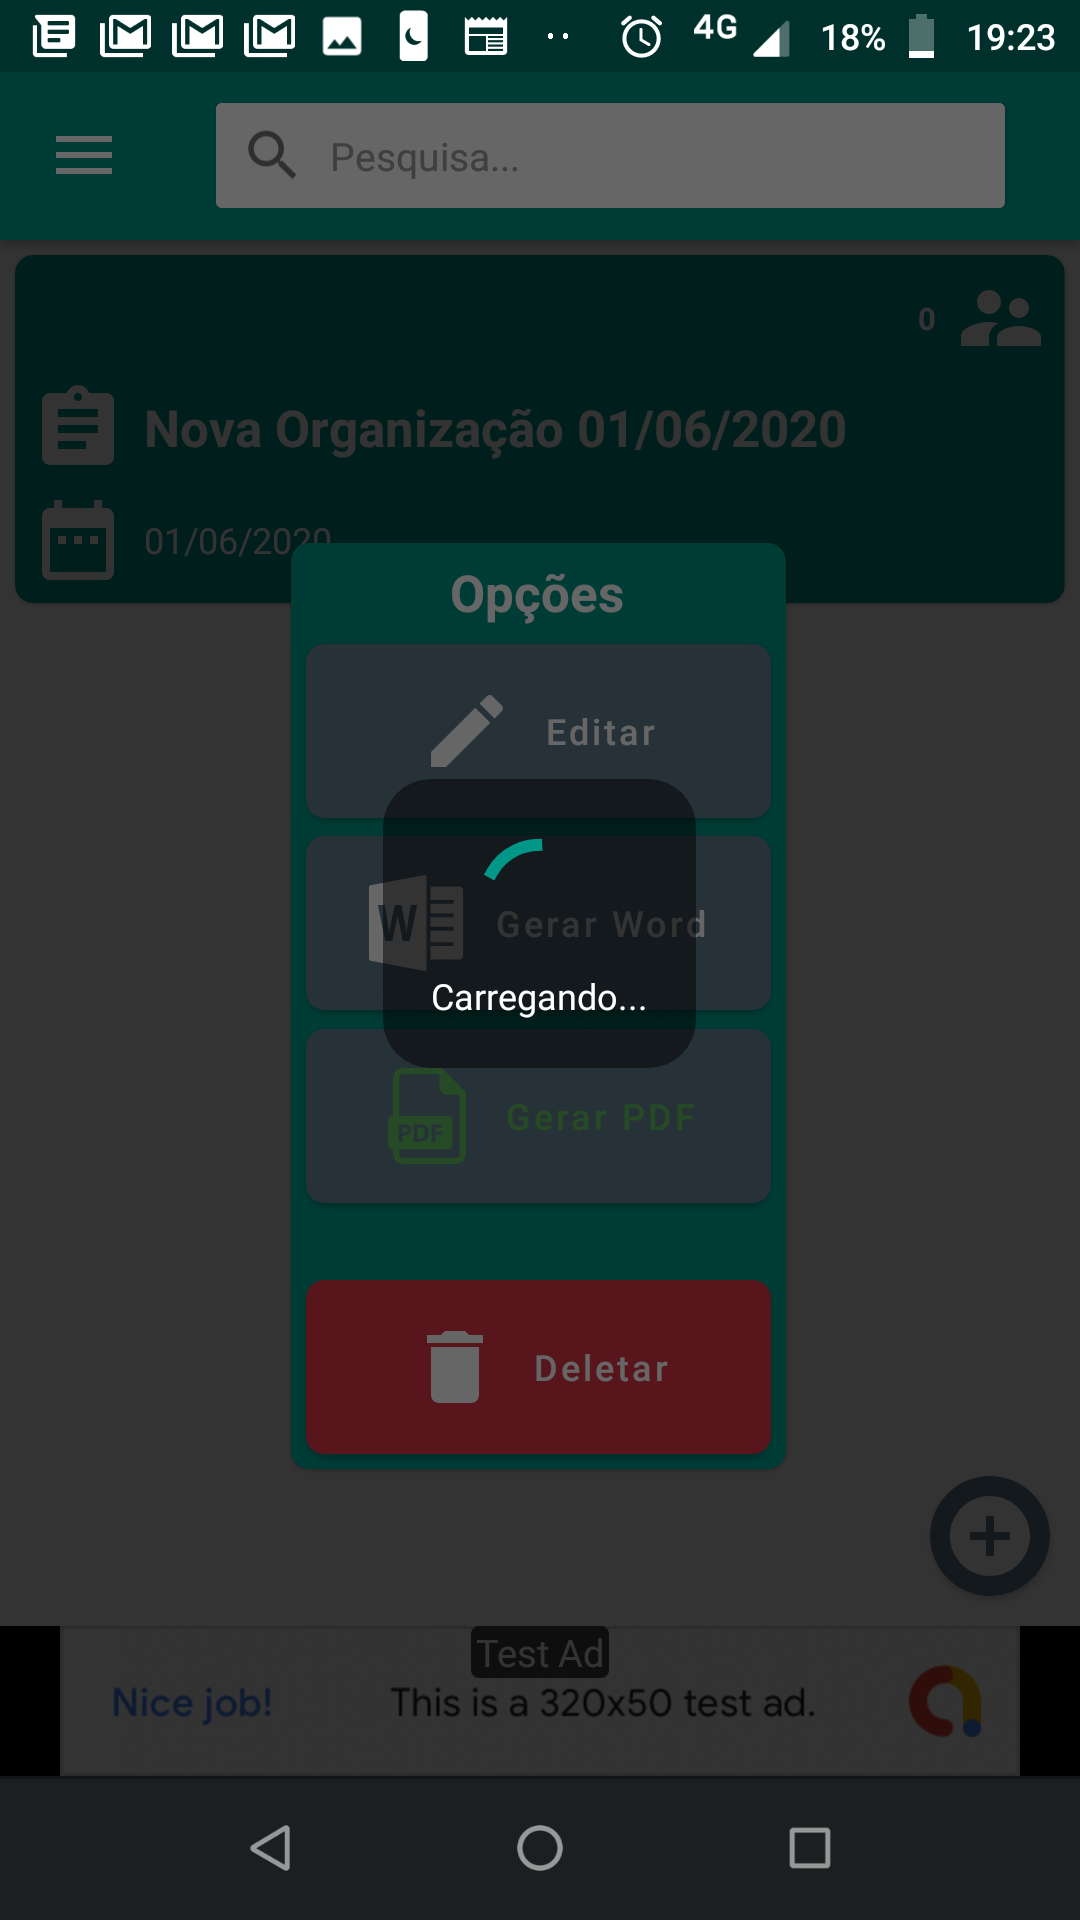 4G 18% 19:23
Pesquisa...
0
Nova Organização 01/06/2020
01/06/2020
Opções
Editar
W Gerar Word
Carregando...
PDF Gerar PDF
Deletar
Test Ad
Nice job! This is a 320x50 test ad.